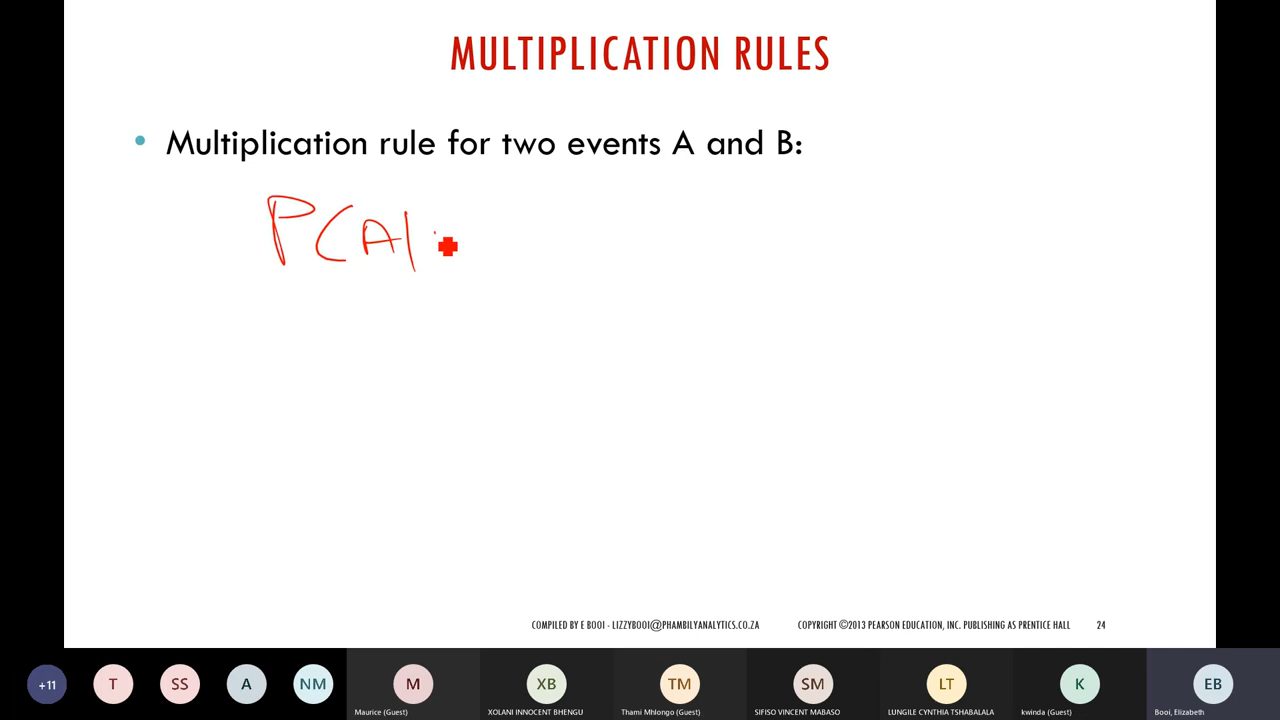 MULTIPLICATION RULES
• Multiplication rule for two events A and B:
P(A|
COMPILED BY E BOOI - LIZZYBOOI@PHAMBILYANALYTICS.CO.ZA COPYRIGHT ©2013 PEARSON EDUCATION, INC. PUBLISHING AS PRENTICE HALL 24
+11 T SS A NM M XB TM SM LT K EB
Maurice (Guest) XOLANI INNOCENT BHENGU Thami Mhlongo (Guest) SIFISO VINCENT MABASO LUNGILE CYNTHIA TSHABALALA kwinda (Guest) Booi, Elizabeth